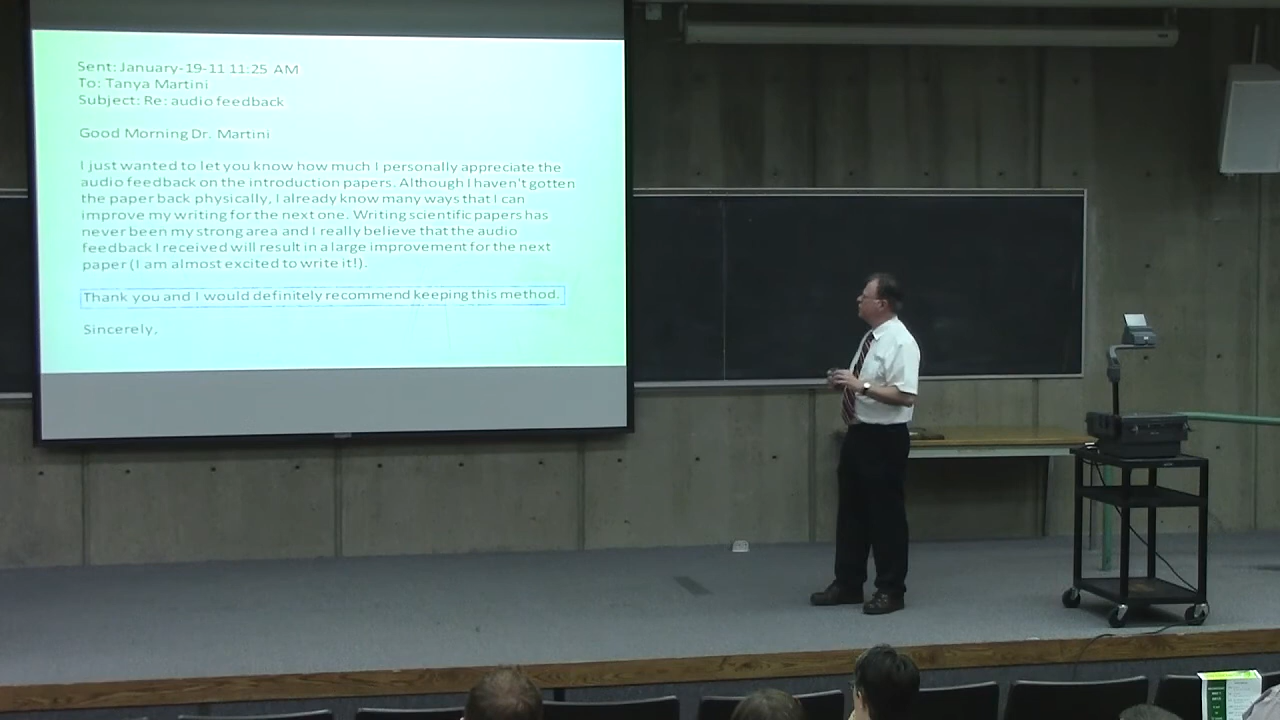 Sent: January-19-11 11:25 AM
To: Tanya Martini
Subject: Re: audio feedback
Good Morning Dr. Martini
I just wanted to let you know how much I personally appreciate the
audio feedback on the introduction papers. Although I haven't gotten
the paper back physically, I already know many ways that I can
improve my writing for the next one. Writing scientific papers has
never been my strong area and I really believe that the audio
feedback I received will result in a large improvement for the next
paper (I am almost excited to write it!).
Thank you and I would definitely recommend keeping this method.
Sincerely,